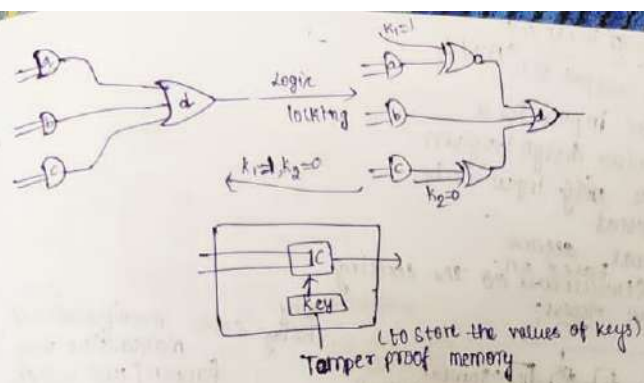 k₁=1
a
b
c
d
Logic
locking
a
b
c
d
k₂=0
k₁=1, k₂=0
IC
Key
(to store the values of keys)
Tamper proof memory